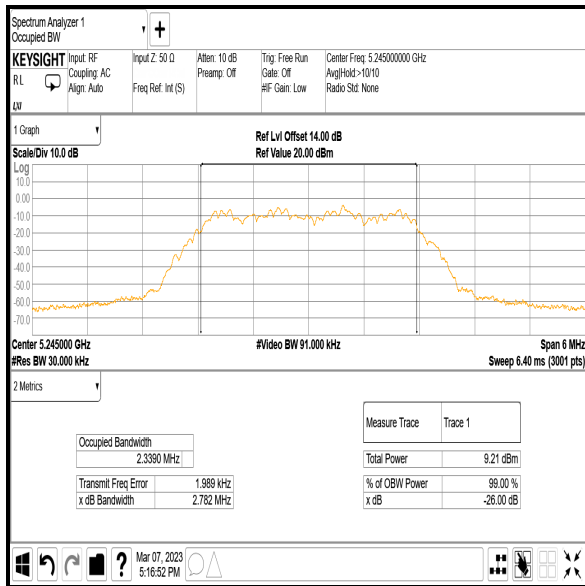 Spectrum Analyzer 1
Occupied BW
+
KEYSIGHT
R L
LXI
Input: RF
Coupling: AC
Align: Auto
Input Z: 50 Ω
Freq Ref: Int (S)
Atten: 10 dB
Preamp: Off
Trig: Free Run
Gate: Off
#IF Gain: Low
Center Freq: 5.245000000 GHz
Avg|Hold:>10/10
Radio Std: None
1 Graph
Scale/Div 10.0 dB
Ref Lvl Offset 14.00 dB
Ref Value 20.00 dBm
Log
10.0
0.00
-10.0
-20.0
-30.0
-40.0
-50.0
-60.0
-70.0
Center 5.245000 GHz
#Video BW 91.000 kHz
Span 6 MHz
#Res BW 30.000 kHz
Sweep 6.40 ms (3001 pts)
2 Metrics
Occupied Bandwidth
2.3390 MHz
Transmit Freq Error 1.989 kHz
x dB Bandwidth 2.782 MHz
Measure Trace Trace 1
Total Power 9.21 dBm
% of OBW Power 99.00 %
x dB -26.00 dB
?
Mar 07, 2023
5:16:52 PM